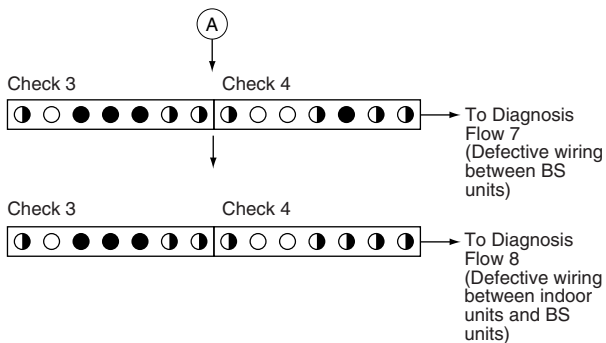 A
Check 3 Check 4
To Diagnosis
Flow 7
(Defective wiring
between BS
units)
Check 3 Check 4
To Diagnosis
Flow 8
(Defective wiring
between indoor
units and BS
units)